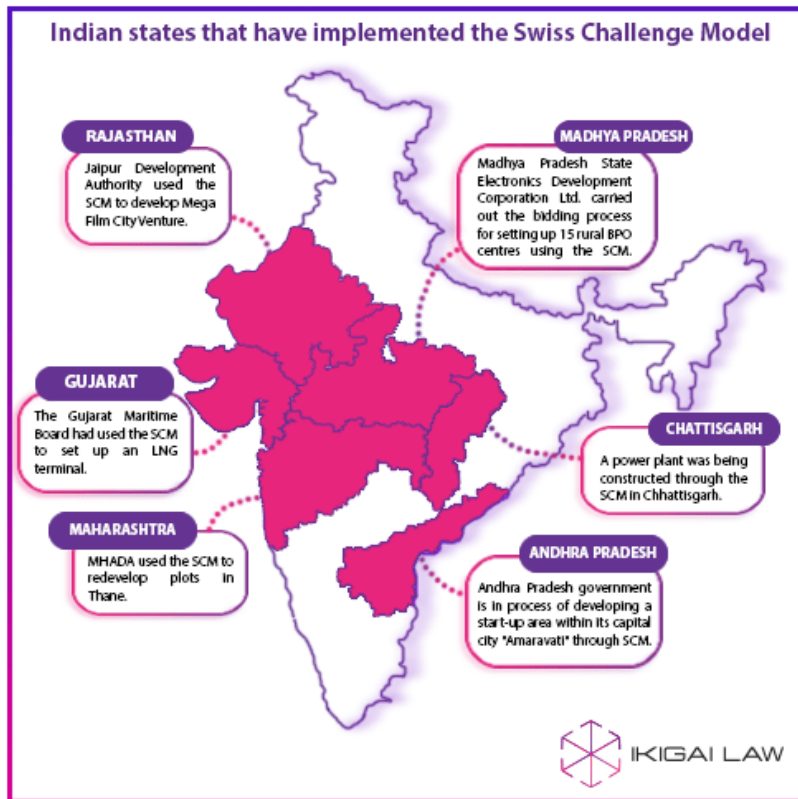 Indian states that have implemented the Swiss Challenge Model
RAJASTHAN
Jaipur Development
Authority used the
SCM to develop Mega
Film City Venture.
MADHYA PRADESH
Madhya Pradesh State
Electronics Development
Corporation Ltd. carried
out the bidding process
for setting up 15 rural BPO
centres using the SCM.
GUJARAT
The Gujarat Maritime
Board had used the SCM
to set up an LNG
terminal.
CHATTISGARH
A power plant was being
constructed through the
SCM in Chhattisgarh.
MAHARASHTRA
MHADA used the SCM to
redevelop plots in
Thane.
ANDHRA PRADESH
Andhra Pradesh government
is in process of developing a
start-up area within its capital
city "Amaravati" through SCM.
IKIGAI LAW